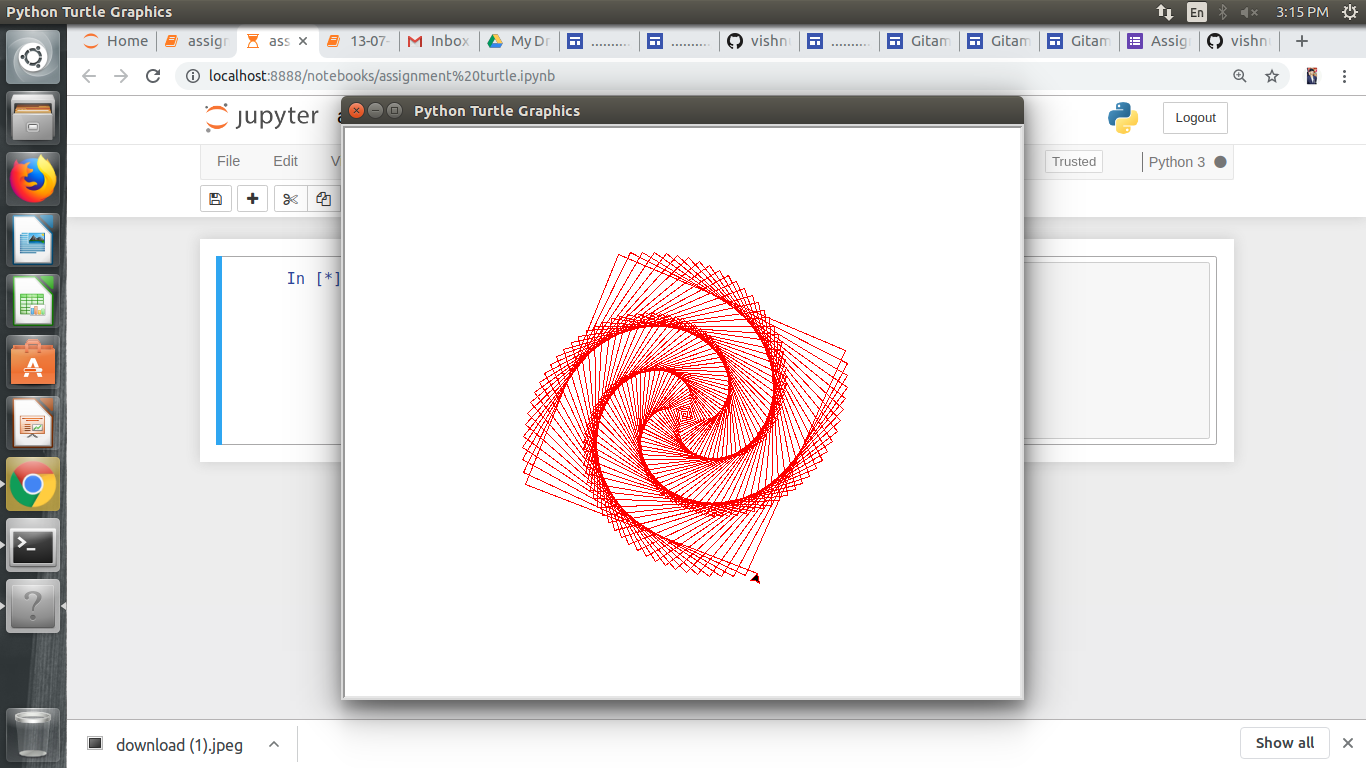 Python Turtle Graphics
En
3:15 PM
Home
assign
ass
13-07-
Inbox
My Dr
..........
..........
vishn
..........
Gitam
Gitam
Gitam
Assig
vishn
localhost:8888/notebooks/assignment%20turtle.ipynb
Python Turtle Graphics
jupyter
Logout
File
Edit
V
Trusted
Python 3
In [*]
download (1).jpeg
Show all